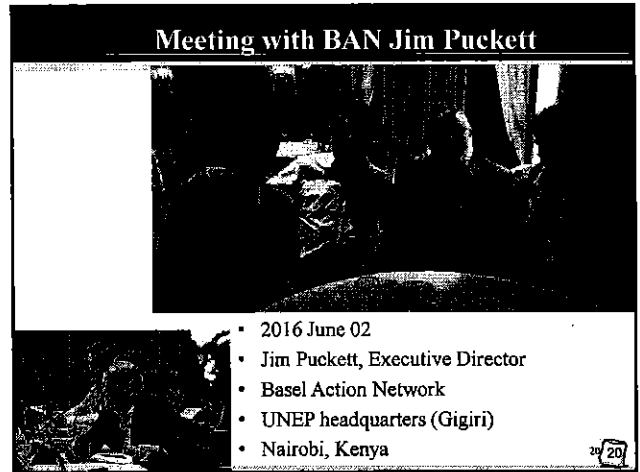 Meeting with BAN Jim Puckett
• 2016 June 02
• Jim Puckett, Executive Director
• Basel Action Network
• UNEP headquarters (Gigiri)
• Nairobi, Kenya
20 20